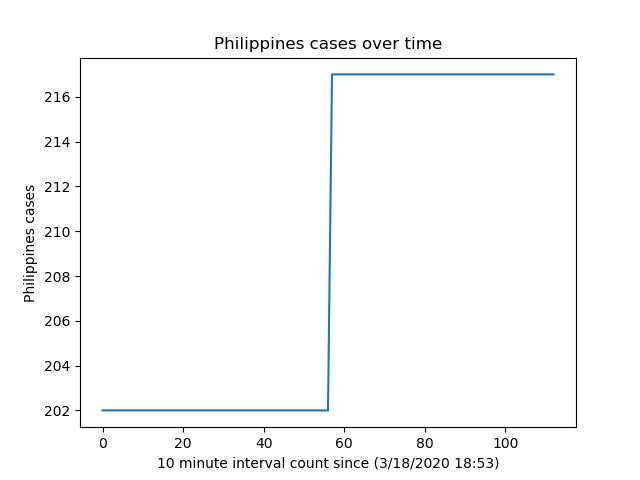 Philippines cases over time
Philippines cases
216
214
212
210
208
206
204
202
0 20 40 60 80 100
10 minute interval count since (3/18/2020 18:53)